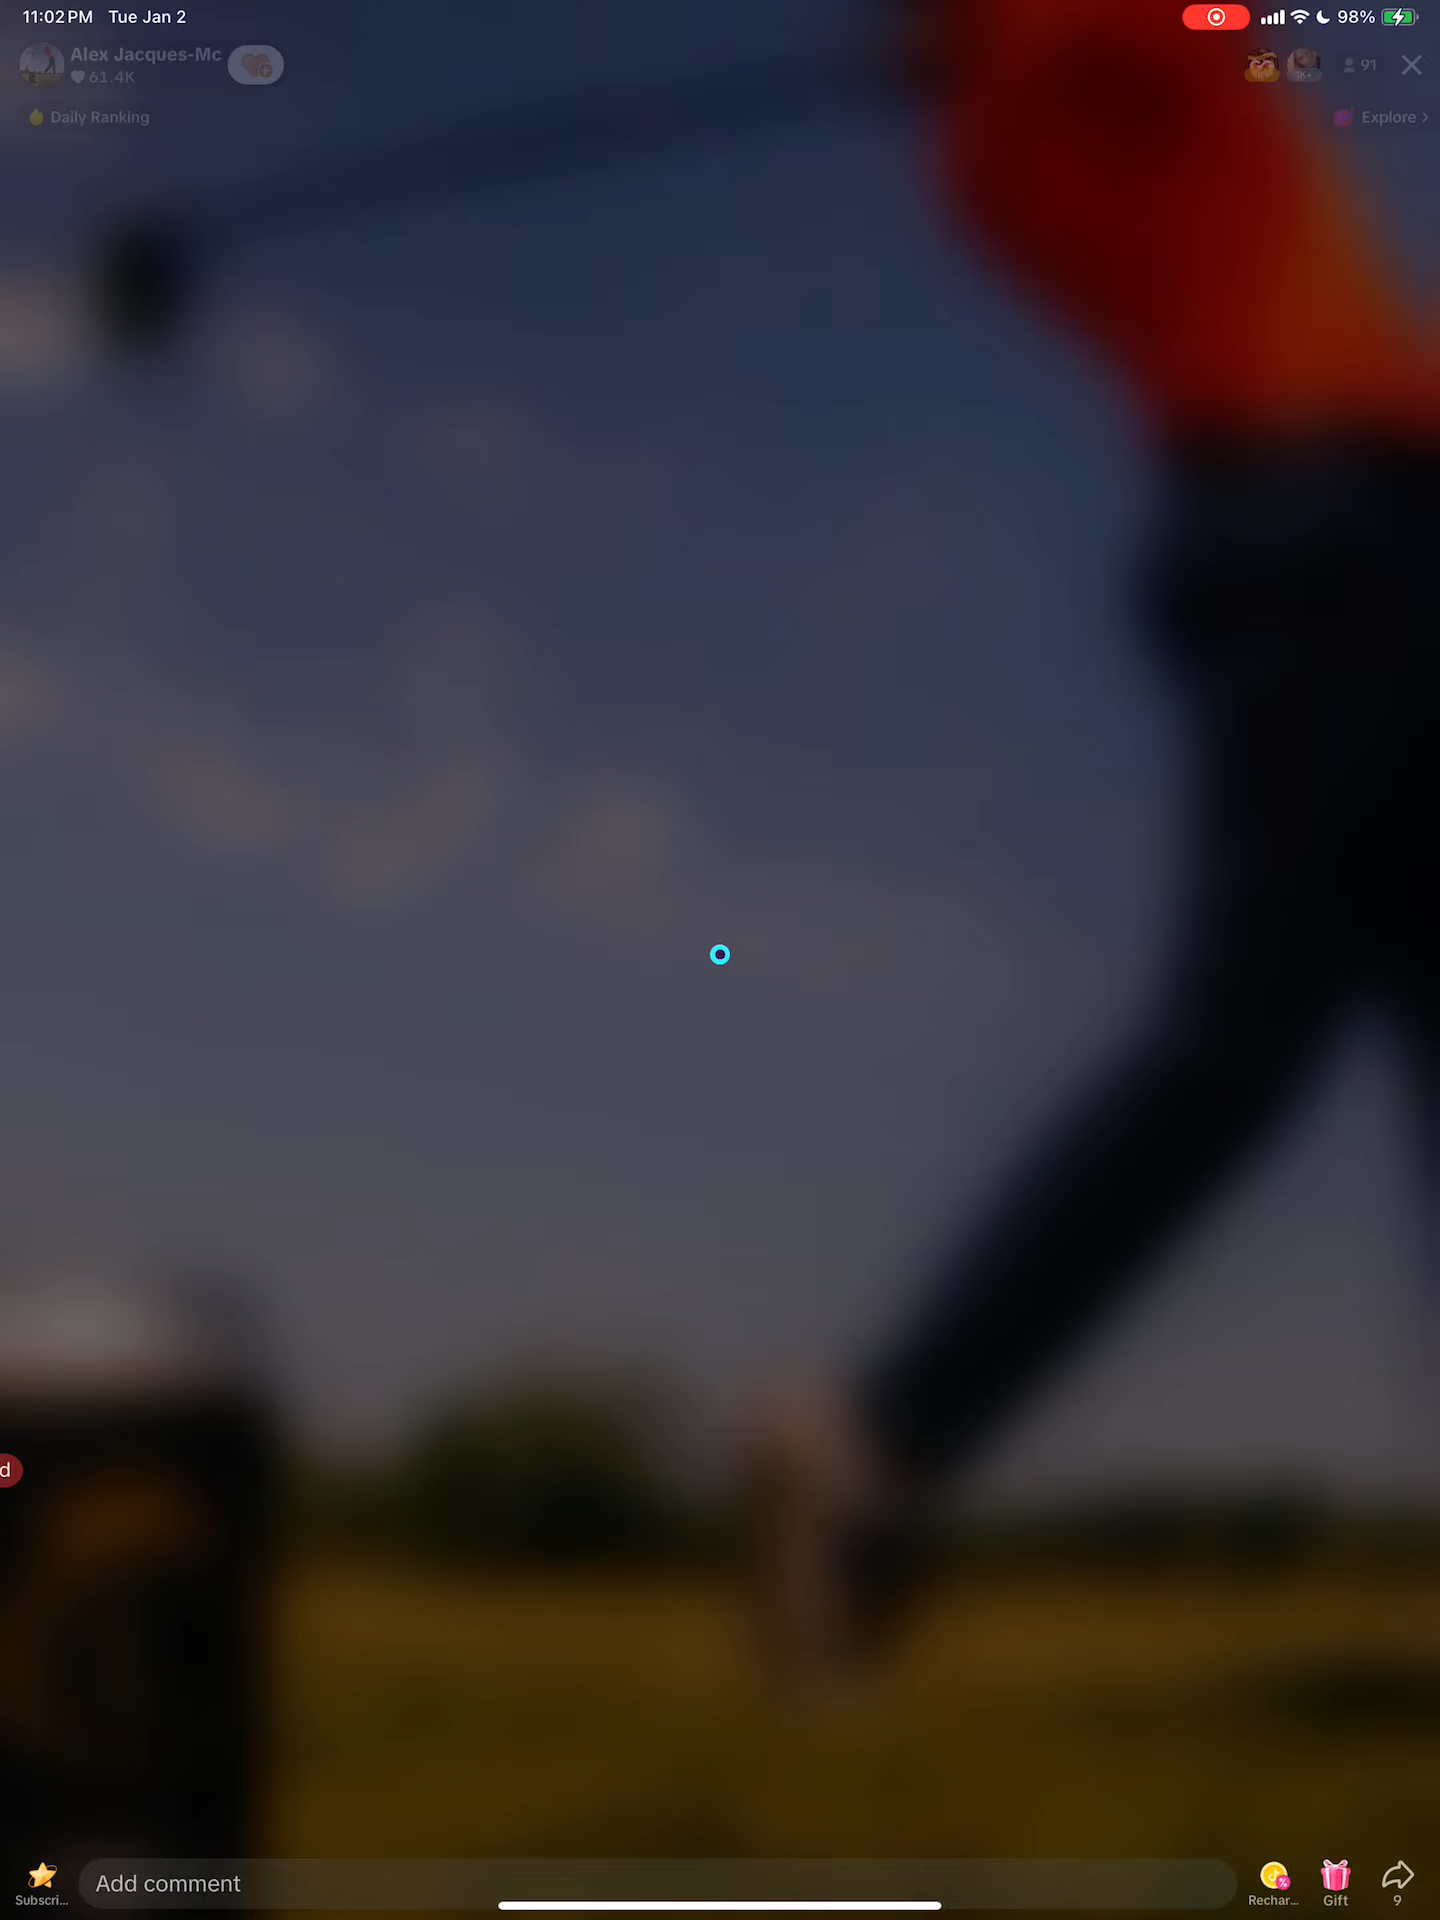 11:02 PM Tue Jan 2
98%
Alex Jacques-Mc
61.4K
1K+
91
Daily Ranking
Explore >
d
Subscri...
Add comment
Rechar...
Gift
9